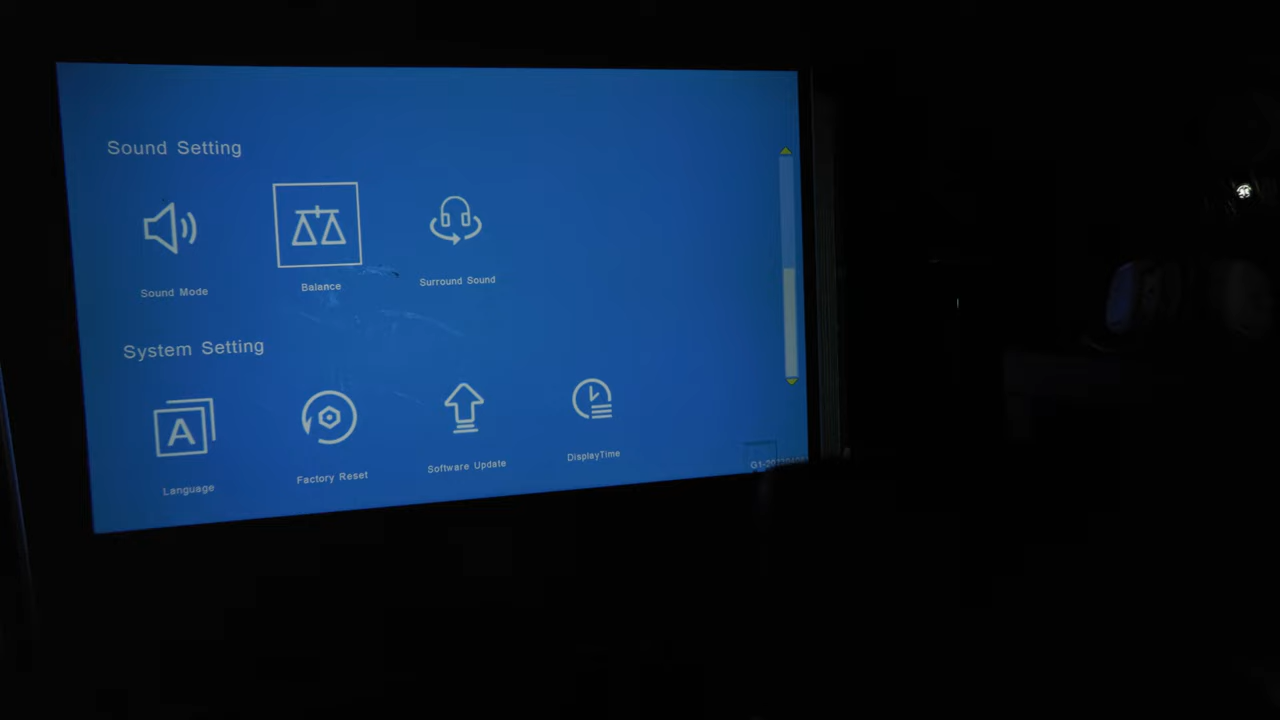 Sound Setting
Sound Mode
Balance
Surround Sound
System Setting
A
Language
Factory Reset
Software Update
DisplayTime